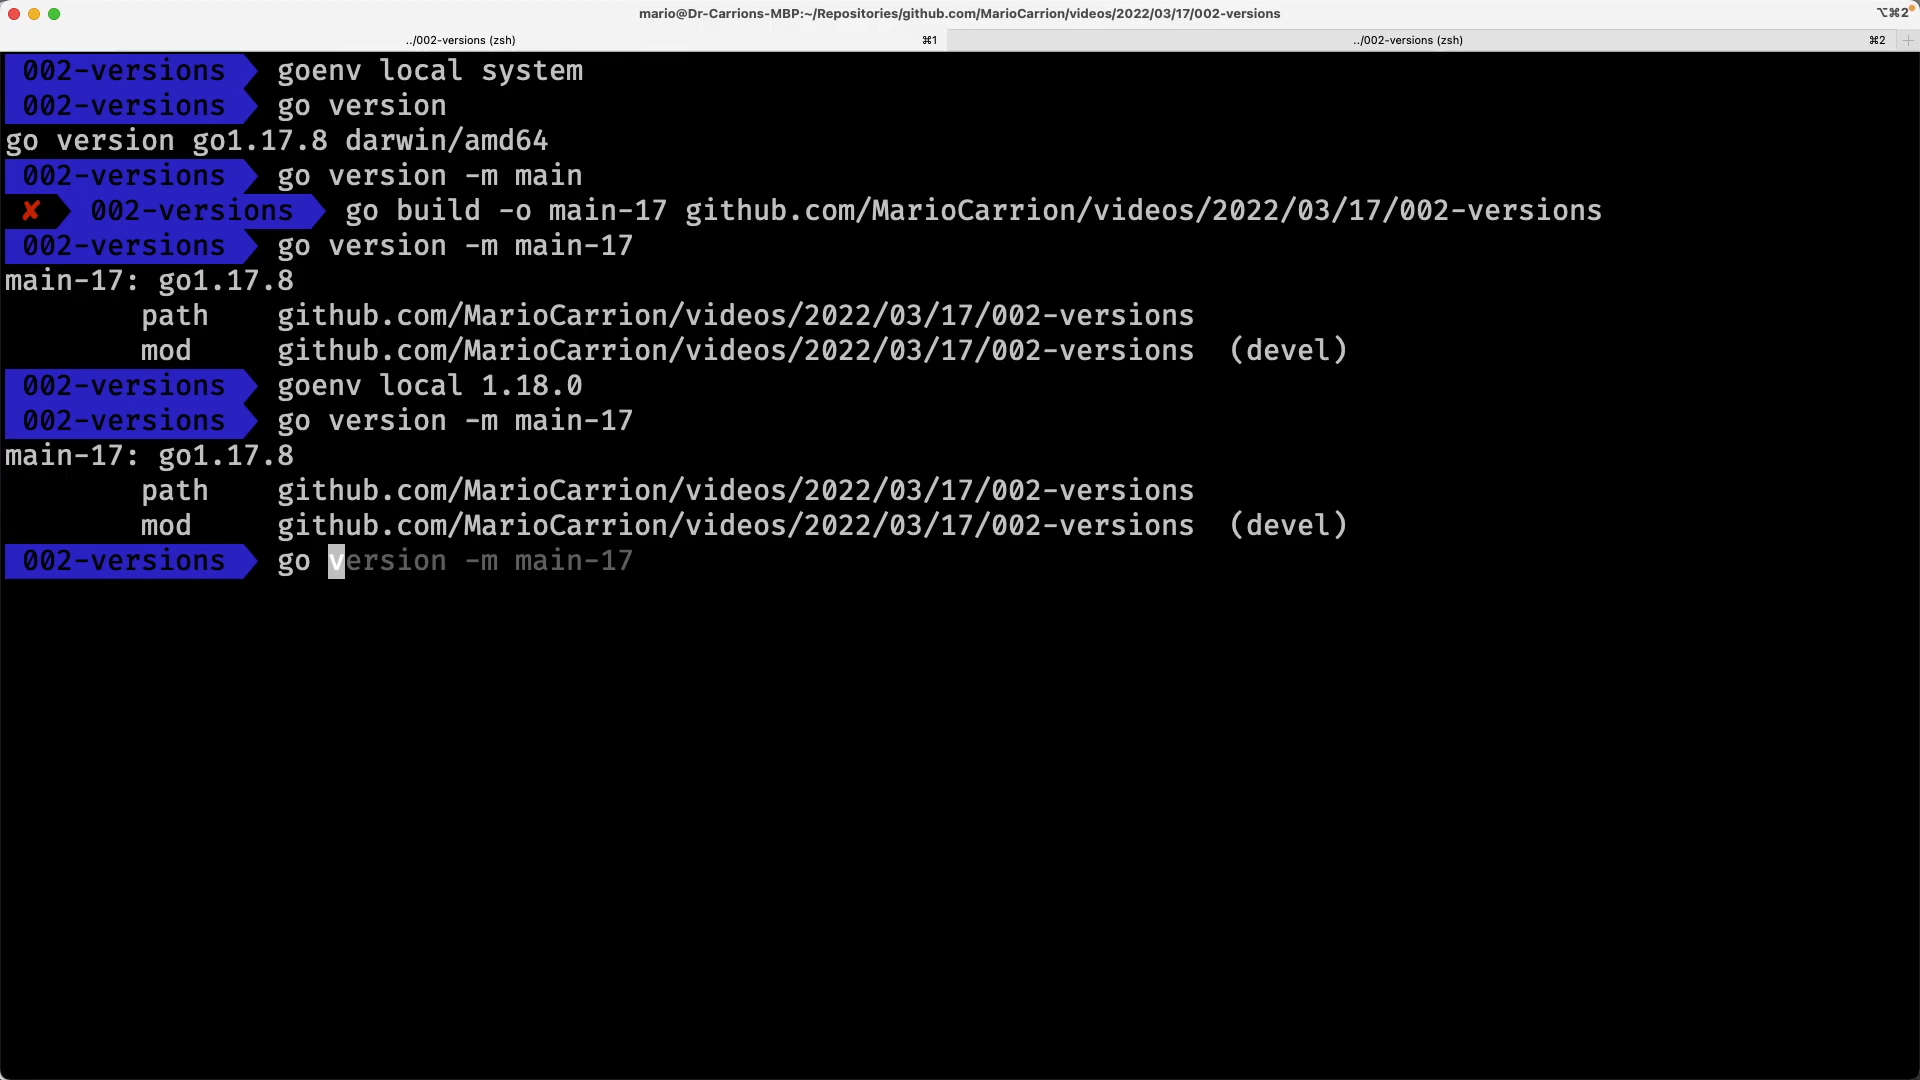 mario@Dr-Carrions-MBP:~/Repositories/github.com/MarioCarrion/videos/2022/03/17/002-versions ⌥⌘2
../002-versions (zsh) ⌘1 ../002-versions (zsh) ⌘2 +
002-versions goenv local system
002-versions go version
go version go1.17.8 darwin/amd64
002-versions go version -m main
✘ 002-versions go build -o main-17 github.com/MarioCarrion/videos/2022/03/17/002-versions
002-versions go version -m main-17
main-17: go1.17.8
path github.com/MarioCarrion/videos/2022/03/17/002-versions
mod github.com/MarioCarrion/videos/2022/03/17/002-versions (devel)
002-versions goenv local 1.18.0
002-versions go version -m main-17
main-17: go1.17.8
path github.com/MarioCarrion/videos/2022/03/17/002-versions
mod github.com/MarioCarrion/videos/2022/03/17/002-versions (devel)
002-versions go version -m main-17